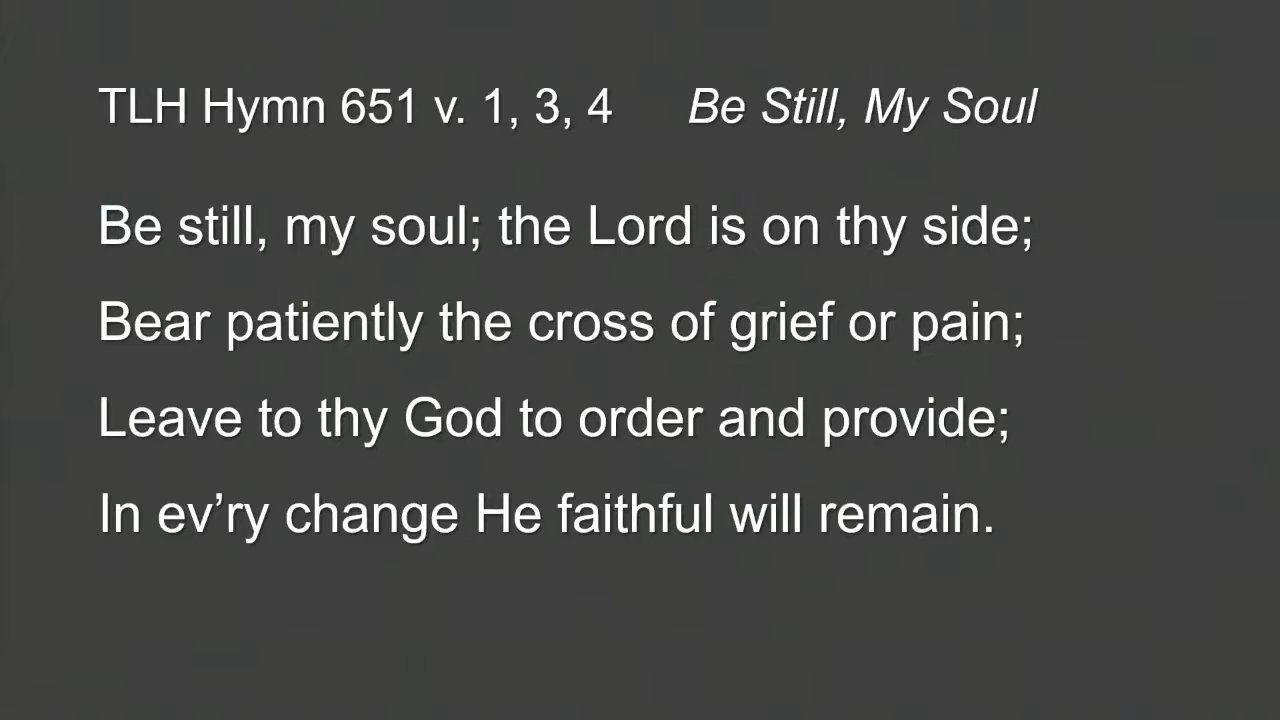 TLH Hymn 651 v. 1, 3, 4 Be Still, My Soul
Be still, my soul; the Lord is on thy side;
Bear patiently the cross of grief or pain;
Leave to thy God to order and provide;
In ev’ry change He faithful will remain.